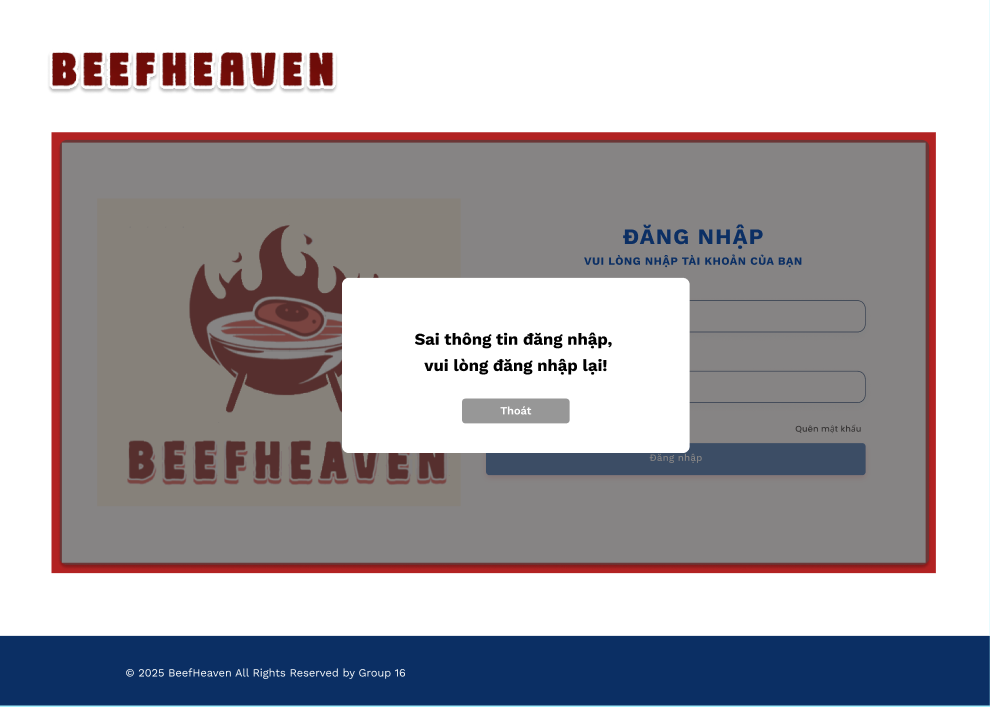 BEEFHEAVEN
ĐĂNG NHẬP
VUI LÒNG NHẬP TÀI KHOẢN CỦA BẠN
Sai thông tin đăng nhập,
vui lòng đăng nhập lại!
Thoát
Quên mật khẩu
Đăng nhập
BEEFHEAVEN
© 2025 BeefHeaven All Rights Reserved by Group 16